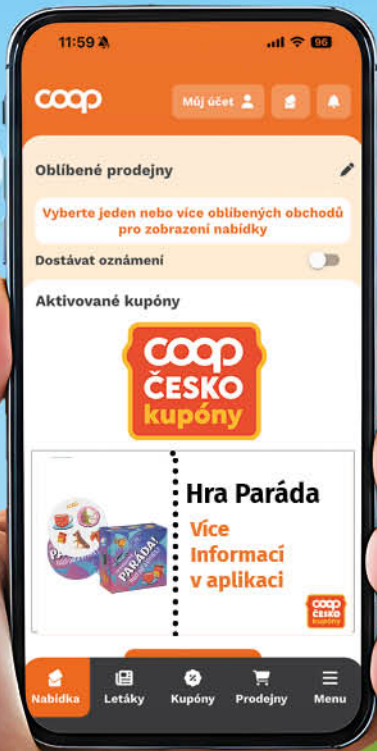 11:59
96
coop
Můj účet
Oblíbené prodejny
Vyberte jeden nebo více oblíbených obchodů
pro zobrazení nabídky
Dostávat oznámení
Aktivované kupóny
coop
ČESKO
kupóny
PARÁDA!
Hra Paráda
Více
Informací
v aplikaci
coop
ČESKO
kupóny
Nabídka
Letáky
Kupóny
Prodejny
Menu